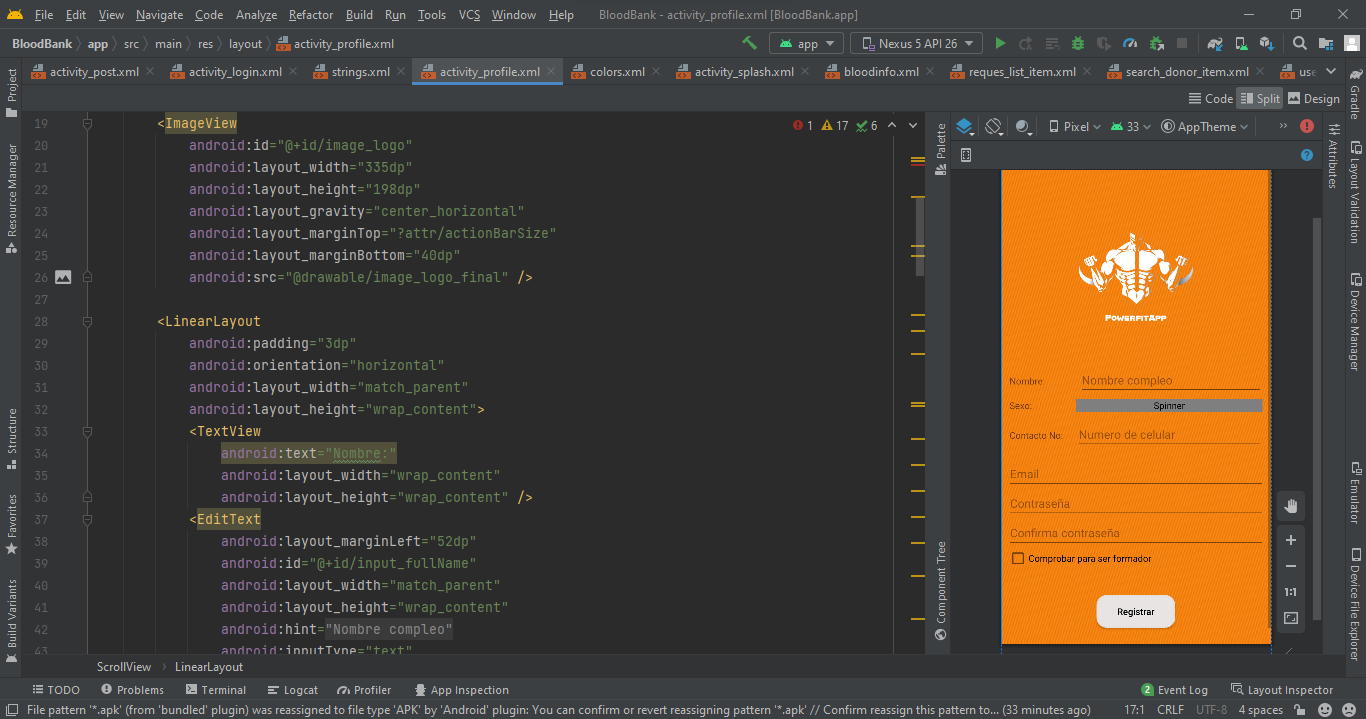 File Edit View Navigate Code Analyze Refactor Build Run Tools VCS Window Help BloodBank - activity_profile.xml [BloodBank.app]
BloodBank app src main res layout activity_profile.xml app Nexus 5 API 26
activity_post.xml activity_login.xml strings.xml activity_profile.xml colors.xml activity_splash.xml bloodinfo.xml reques_list_item.xml search_donor_item.xml use
Code Split Design
1 17 6
Pixel 33 AppTheme
19 <ImageView
20 android:id="@+id/image_logo"
21 android:layout_width="335dp"
22 android:layout_height="198dp"
23 android:layout_gravity="center_horizontal"
24 android:layout_marginTop="?attr/actionBarSize"
25 android:layout_marginBottom="40dp"
26 android:src="@drawable/image_logo_final" />
27
28 <LinearLayout
29 android:padding="3dp"
30 android:orientation="horizontal"
31 android:layout_width="match_parent"
32 android:layout_height="wrap_content">
33 <TextView
34 android:text="Nombre:"
35 android:layout_width="wrap_content"
36 android:layout_height="wrap_content" />
37 <EditText
38 android:layout_marginLeft="52dp"
39 android:id="@+id/input_fullName"
40 android:layout_width="match_parent"
41 android:layout_height="wrap_content"
42 android:hint="Nombre compleo"
43 android:inputType="text"
PowerfitApp
Nombre: Nombre compleo
Sexo: Spinner
Contacto No: Numero de celular
Email
Contraseña
Confirma contraseña
Comprobar para ser formador
Registrar
1:1
Project
Resource Manager
Structure
Favorites
Build Variants
Palette
Component Tree
Attributes
Gradle
Layout Validation
Device Manager
Emulator
Device File Explorer
ScrollView LinearLayout
TODO Problems Terminal Logcat Profiler App Inspection 2 Event Log Layout Inspector
File pattern '*.apk' (from 'bundled' plugin) was reassigned to file type 'APK' by 'Android' plugin: You can confirm or revert reassigning pattern '*.apk' // Confirm reassign this pattern to... (33 minutes ago) 17:1 CRLF UTF-8 4 spaces